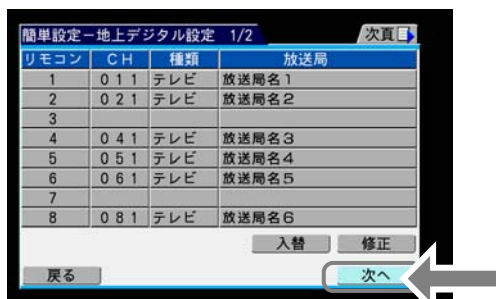 簡単設定－地上デジタル設定 1/2 次頁
リモコン CH 種類 放送局
1 011 テレビ 放送局名1
2 021 テレビ 放送局名2
3
4 041 テレビ 放送局名3
5 051 テレビ 放送局名4
6 061 テレビ 放送局名5
7
8 081 テレビ 放送局名6
入替 修正
戻る 次へ